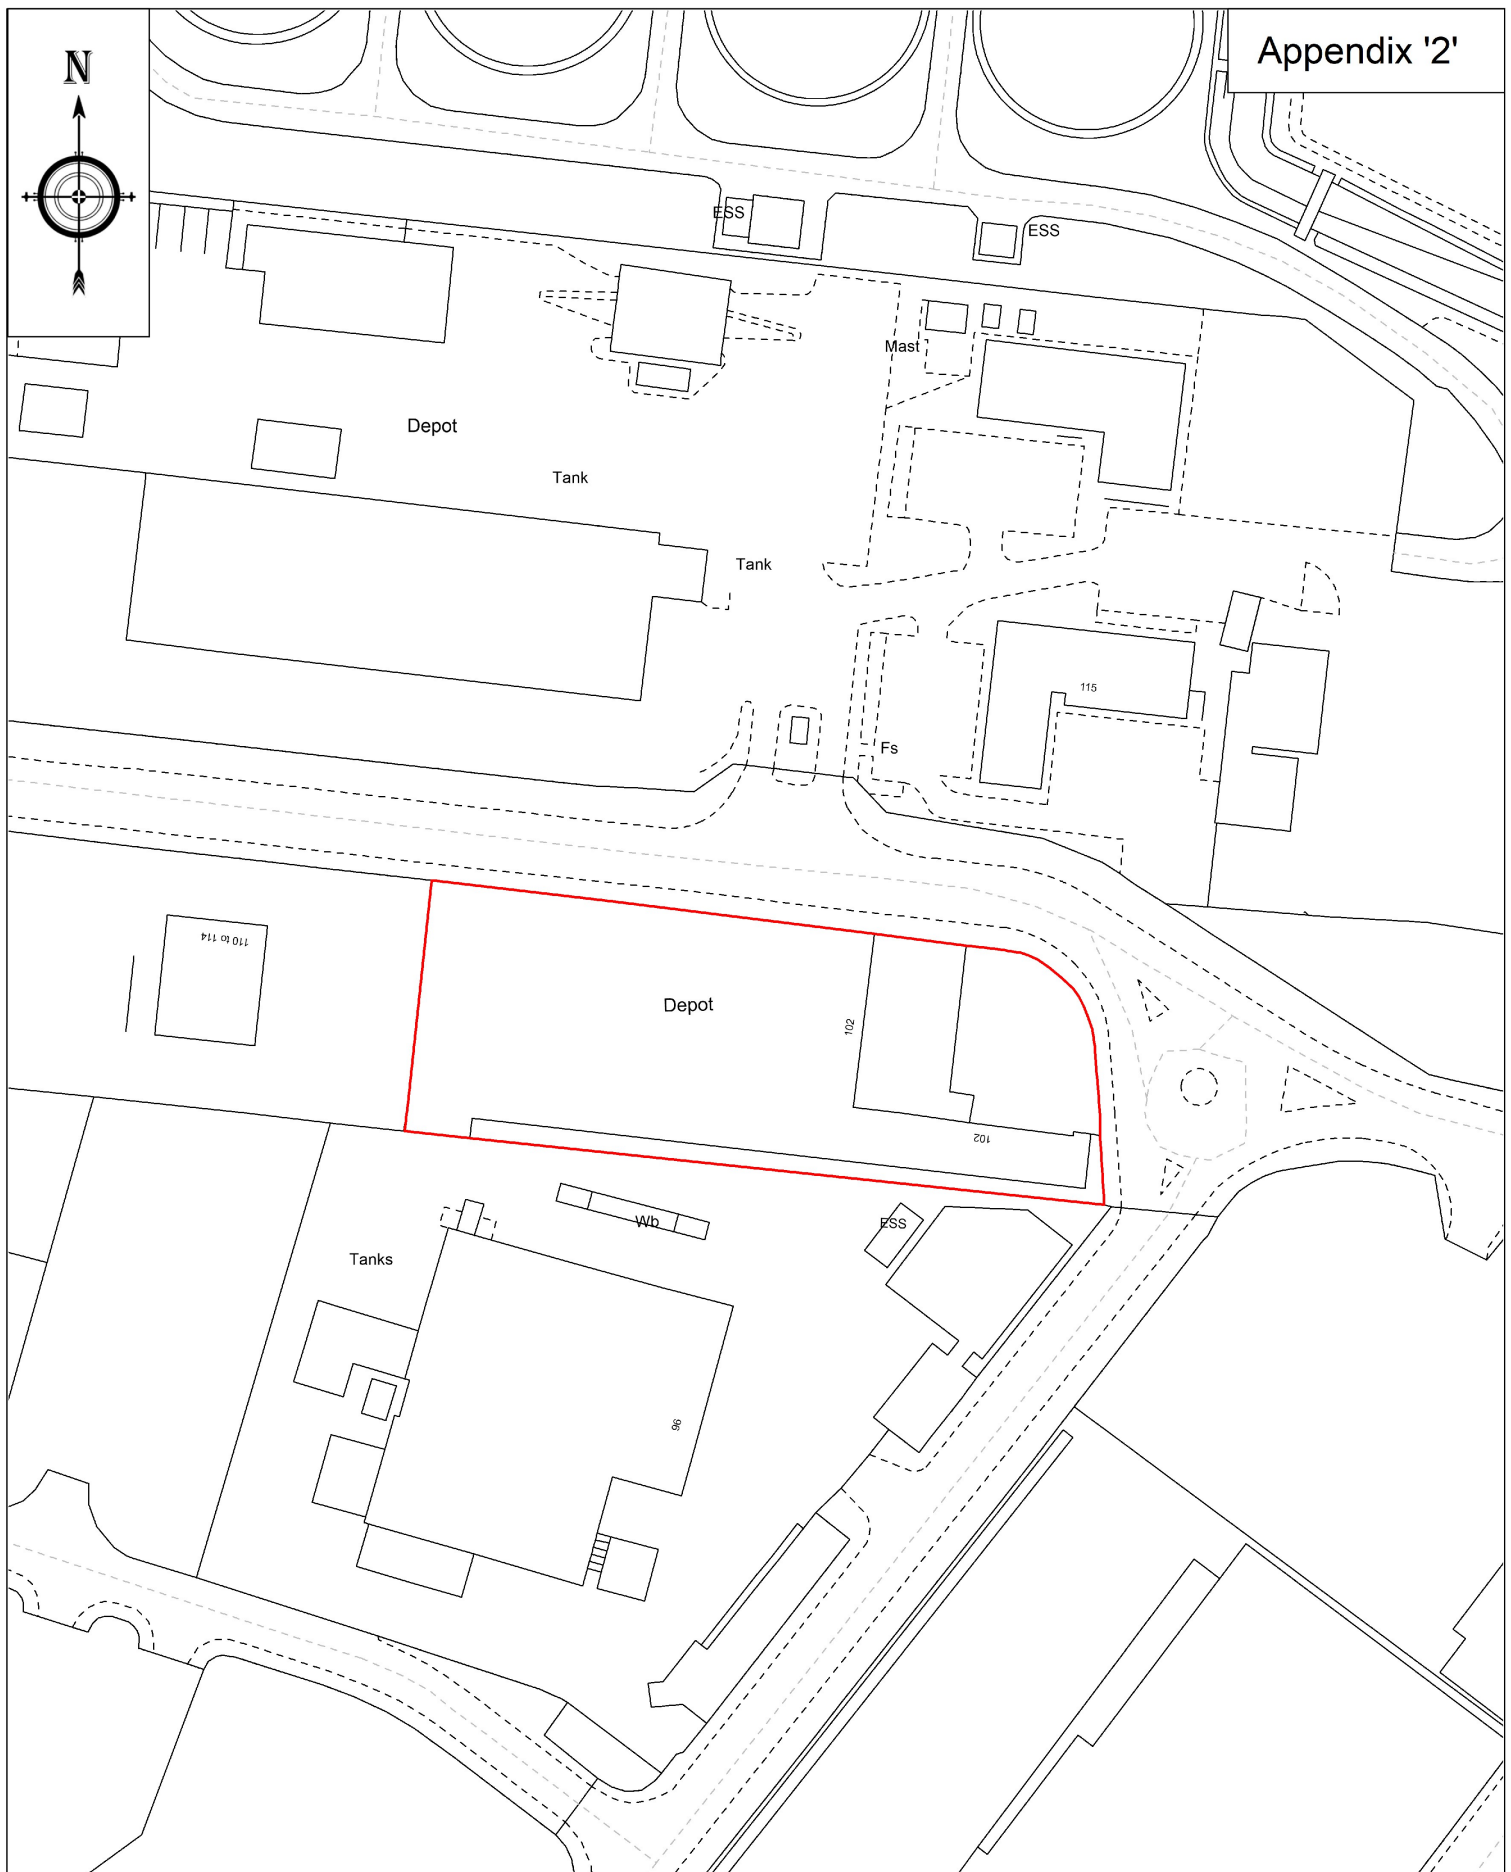 N
Appendix '2'
ESS
ESS
Mast
Depot
Tank
Tank
115
Fs
110 to 114
Depot
102
102
Wb
ESS
Tanks
96